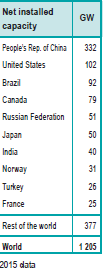 Net installed GW
capacity
People's Rep. of China 332
United States 102
Brazil 92
Canada 79
Russian Federation 51
Japan 50
India 40
Norway 31
Turkey 26
France 25
Rest of the world 377
World 1 205
2015 data